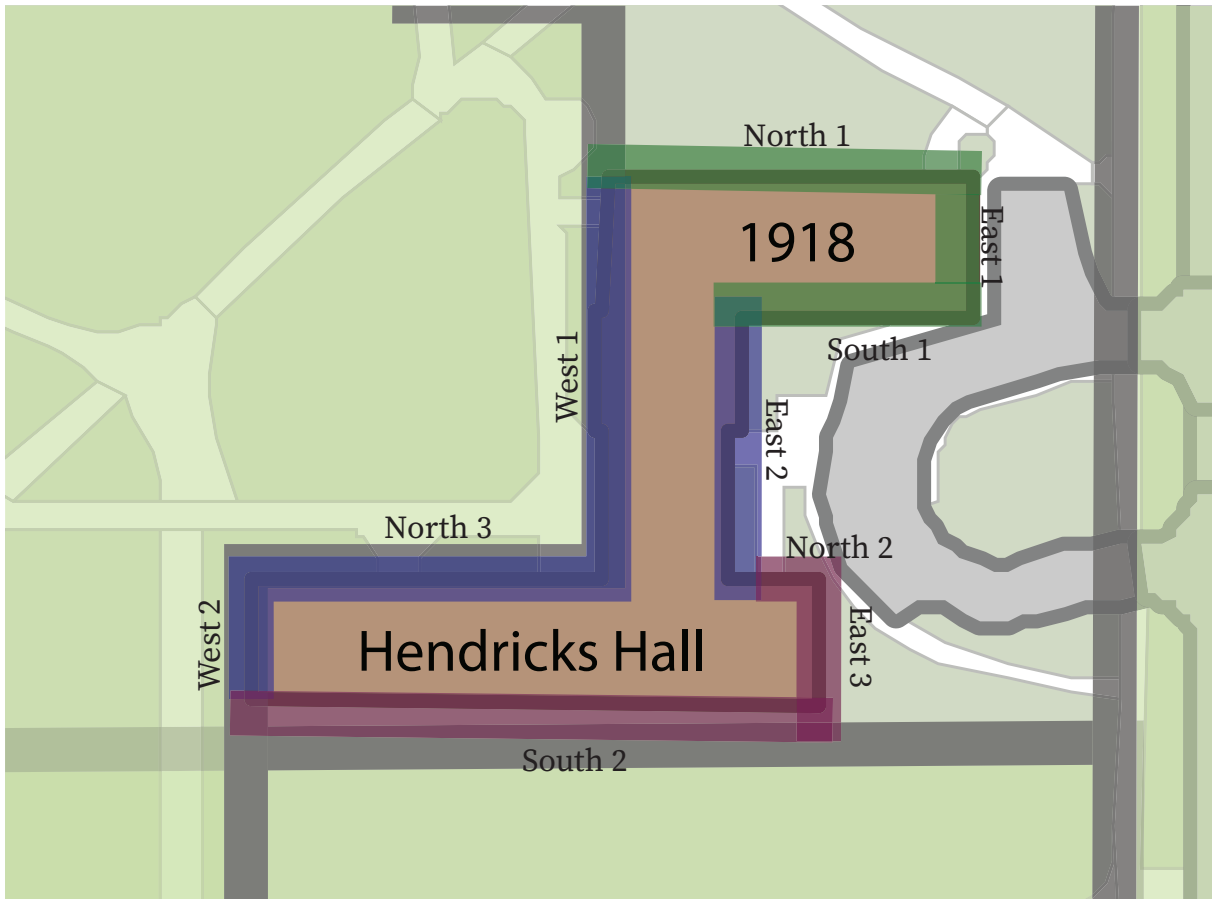 North 1
1918
East 1
South 1
West 1
East 2
North 3
North 2
West 2
Hendricks Hall
East 3
South 2